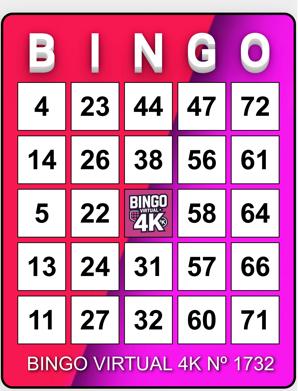 BINGO
4 23 44 47 72
14 26 38 56 61
5 22 BINGO VIRTUAL 4K 58 64
13 24 31 57 66
11 27 32 60 71
BINGO VIRTUAL 4K Nº 1732